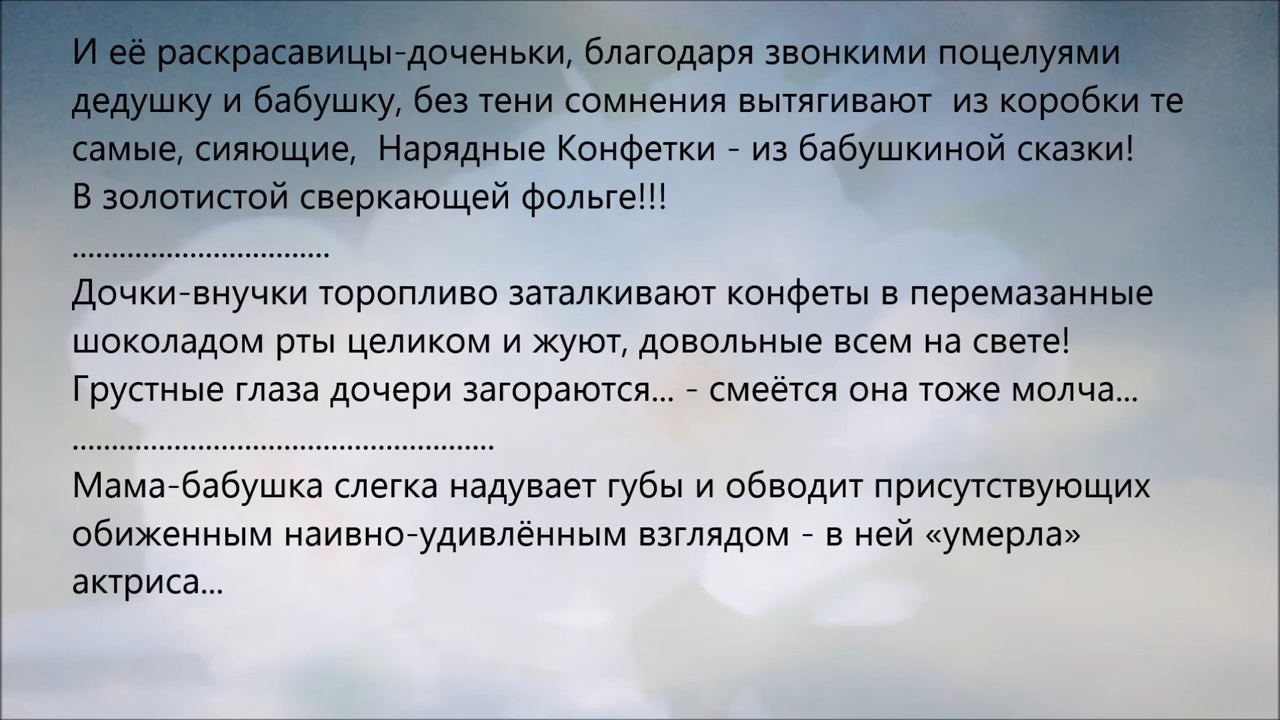 И её раскрасавицы-доченьки, благодаря звонкими поцелуями
дедушку и бабушку, без тени сомнения вытягивают  из коробки те
самые, сияющие,  Нарядные Конфетки - из бабушкиной сказки!
В золотистой сверкающей фольге!!!
.................................
Дочки-внучки торопливо заталкивают конфеты в перемазанные
шоколадом рты целиком и жуют, довольные всем на свете!
Грустные глаза дочери загораются... - смеётся она тоже молча...
......................................................
Мама-бабушка слегка надувает губы и обводит присутствующих
обиженным наивно-удивлённым взглядом - в ней «умерла»
актриса...